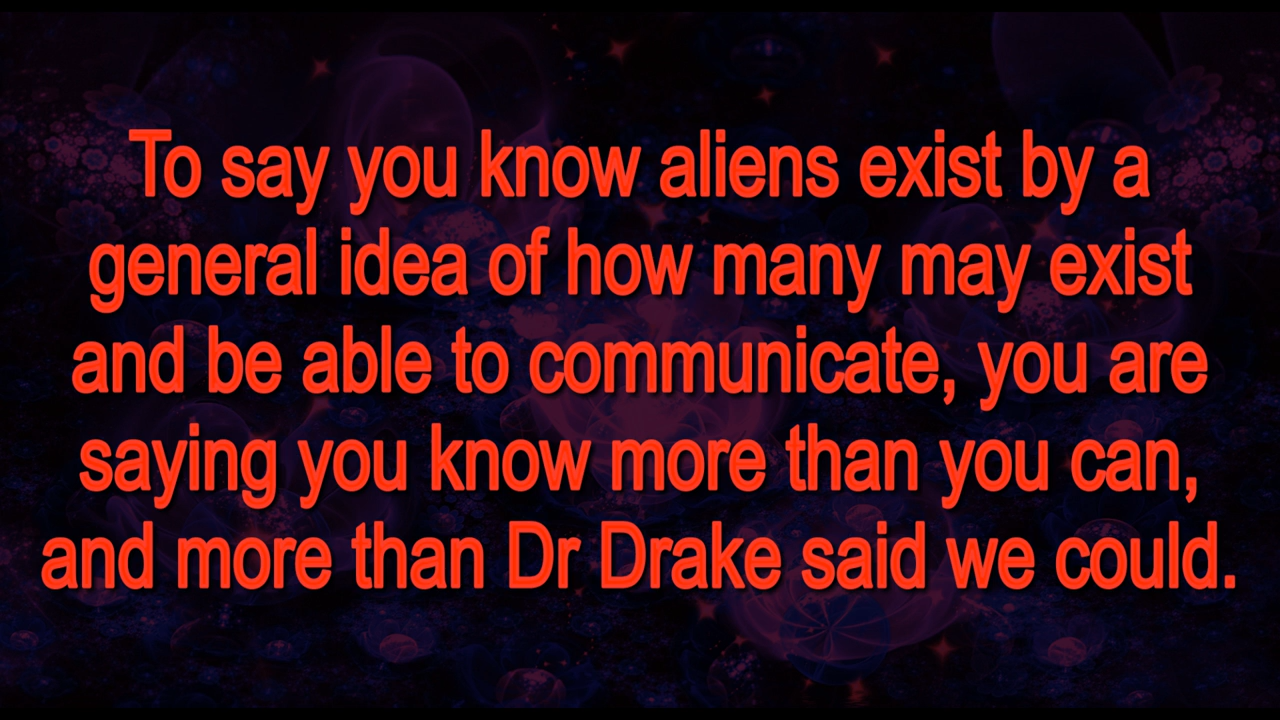 To say you know aliens exist by a
general idea of how many may exist
and be able to communicate, you are
saying you know more than you can,
and more than Dr Drake said we could.